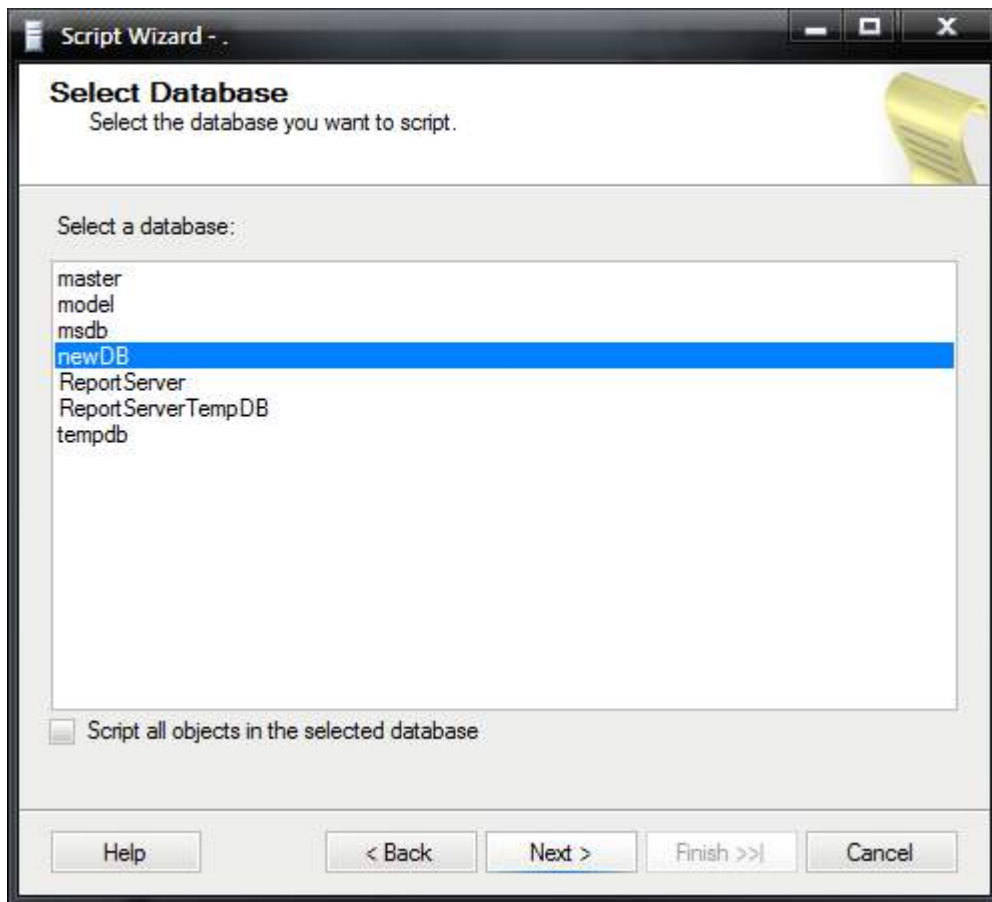 Script Wizard - .
Select Database
Select the database you want to script.
Select a database:
master
model
msdb
newDB
ReportServer
ReportServerTempDB
tempdb
Script all objects in the selected database
Help
< Back
Next >
Finish >>|
Cancel